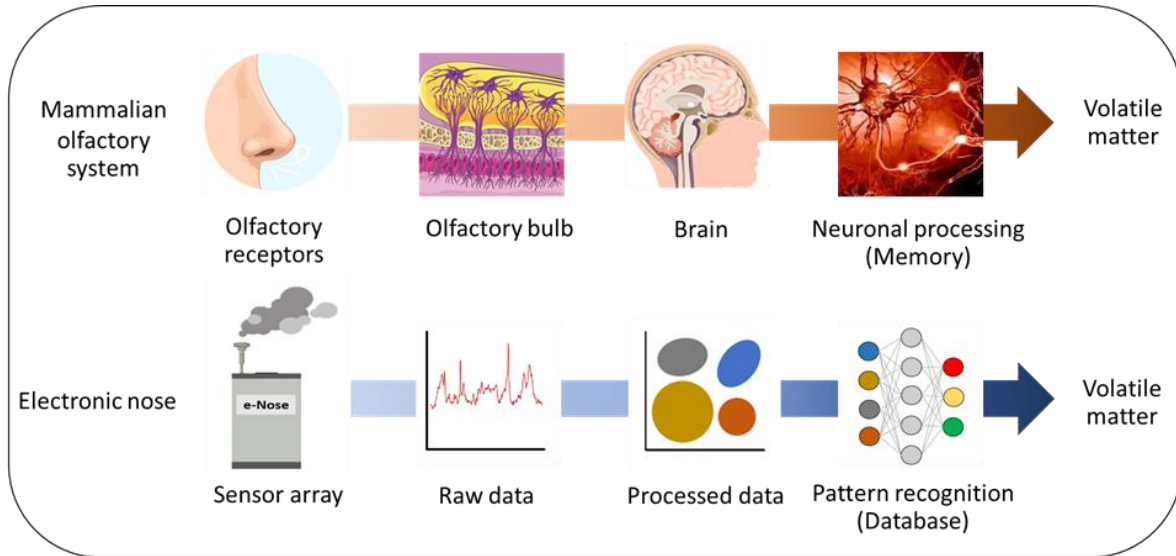 Mammalian
olfactory
system
Olfactory
receptors
Olfactory bulb
Brain
Neuronal processing
(Memory)
Volatile
matter
Electronic nose
e-Nose
Sensor array
Raw data
Processed data
Pattern recognition
(Database)
Volatile
matter